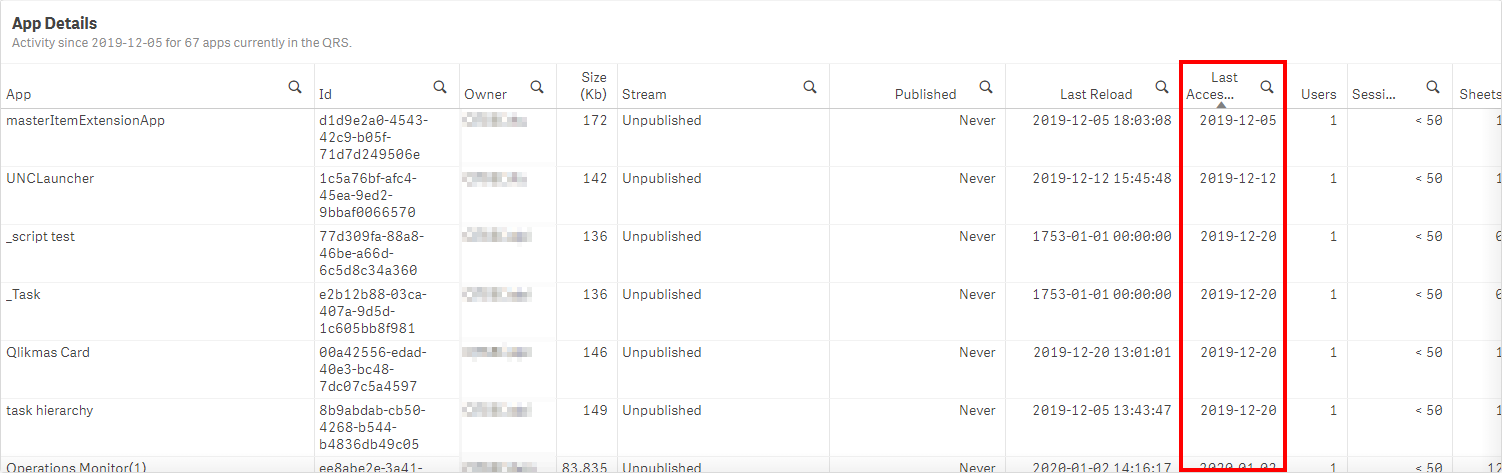 App Details
Activity since 2019-12-05 for 67 apps currently in the QRS.
App Id Owner Size (Kb) Stream Published Last Reload Last Acces... Users Sessi... Sheets
masterItemExtensionApp d1d9e2a0-4543- 172 Unpublished Never 2019-12-05 18:03:08 2019-12-05 1 < 50 1
42c9-b05f-
71d7d249506e
UNCLauncher 1c5a76bf-afc4- 142 Unpublished Never 2019-12-12 15:45:48 2019-12-12 1 < 50 1
45ea-9ed2-
9bbaf0066570
_script test 77d309fa-88a8- 136 Unpublished Never 1753-01-01 00:00:00 2019-12-20 1 < 50 0
46be-a66d-
6c5d8c34a360
_Task e2b12b88-03ca- 136 Unpublished Never 1753-01-01 00:00:00 2019-12-20 1 < 50 0
407a-9d5d-
1c605bb8f981
Qlikmas Card 00a42556-edad- 146 Unpublished Never 2019-12-20 13:01:01 2019-12-20 1 < 50 1
40e3-bc48-
7dc07c5a4597
task hierarchy 8b9abdab-cb50- 149 Unpublished Never 2019-12-05 13:43:47 2019-12-20 1 < 50 1
4268-b544-
b4836db49c05
Operations Monitor(1) ee8abe2e-3a41- 83,835 Unpublished Never 2020-01-02 14:16:17 2020-01-02 1 < 50 12